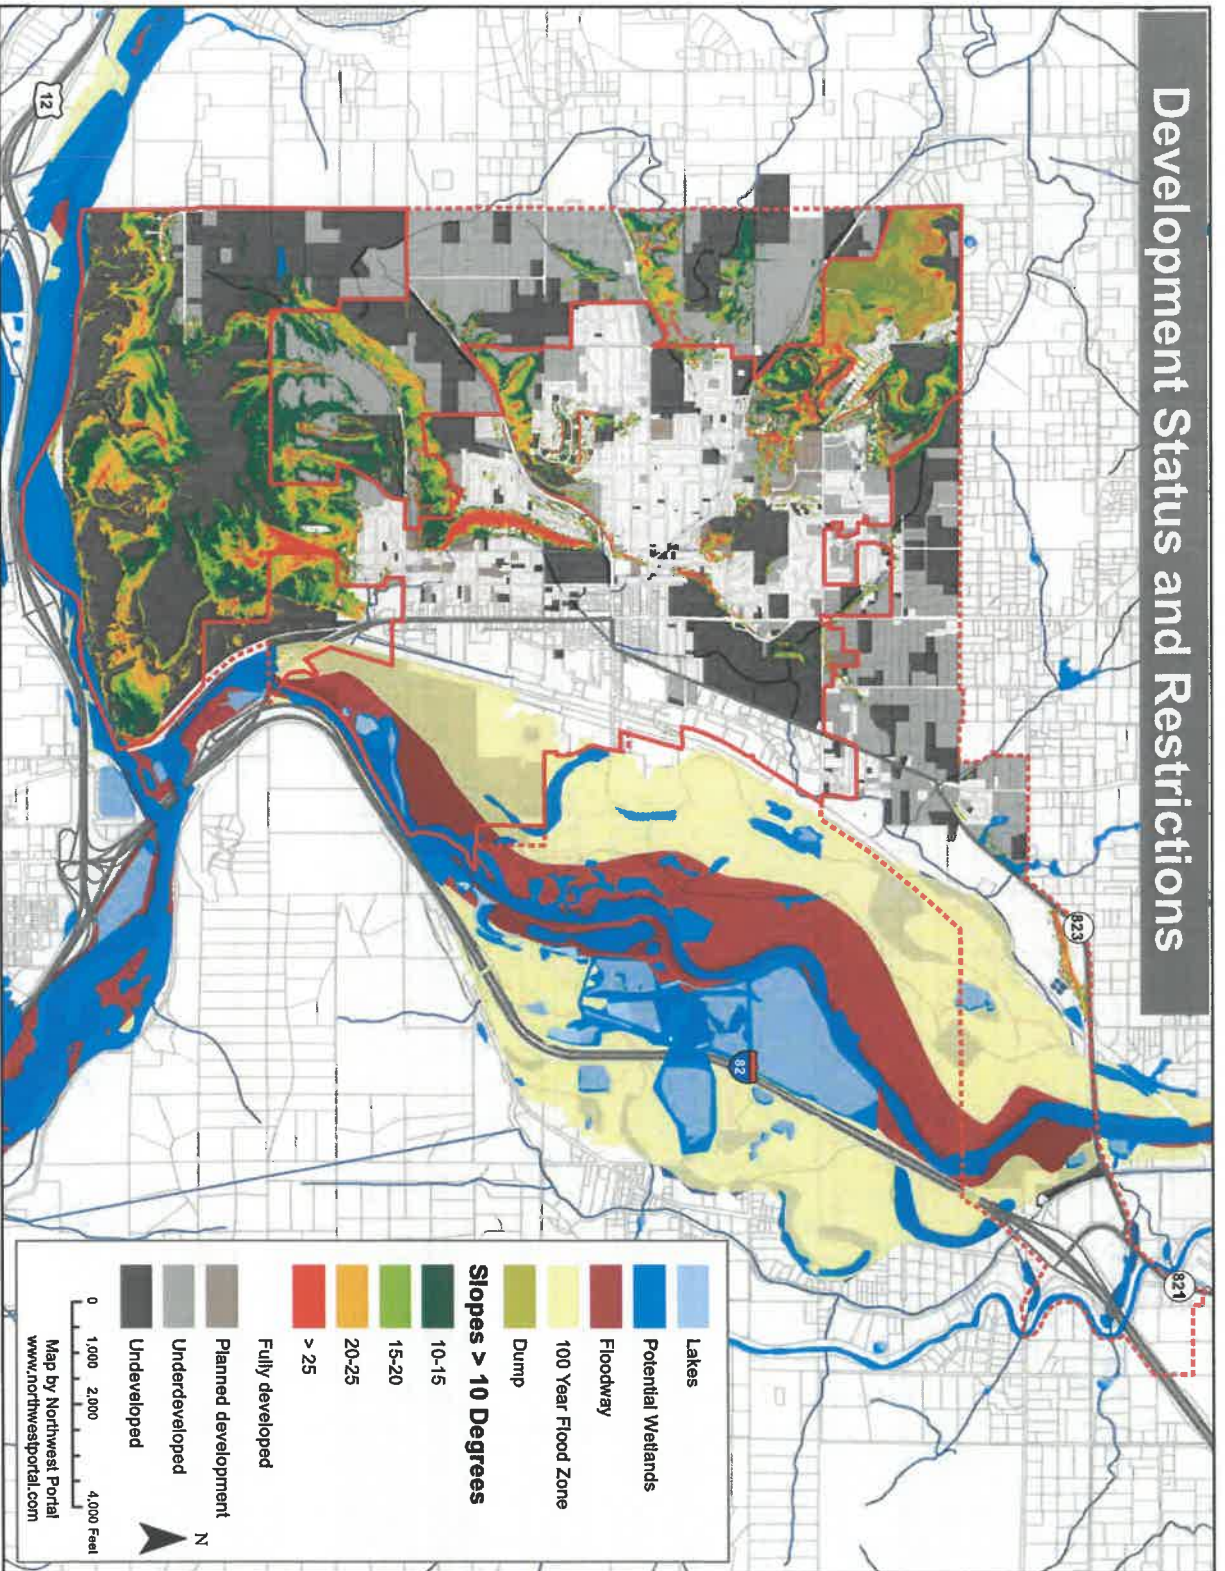 Development Status and Restrictions
12
823
82
821
Lakes
Potential Wetlands
Floodway
100 Year Flood Zone
Dump
Slopes > 10 Degrees
10-15
15-20
20-25
> 25
Fully developed
Planned development
Underdeveloped
Undeveloped
0 1,000 2,000 4,000 Feet
N
Map by Northwest Portal
www.northwestportal.com